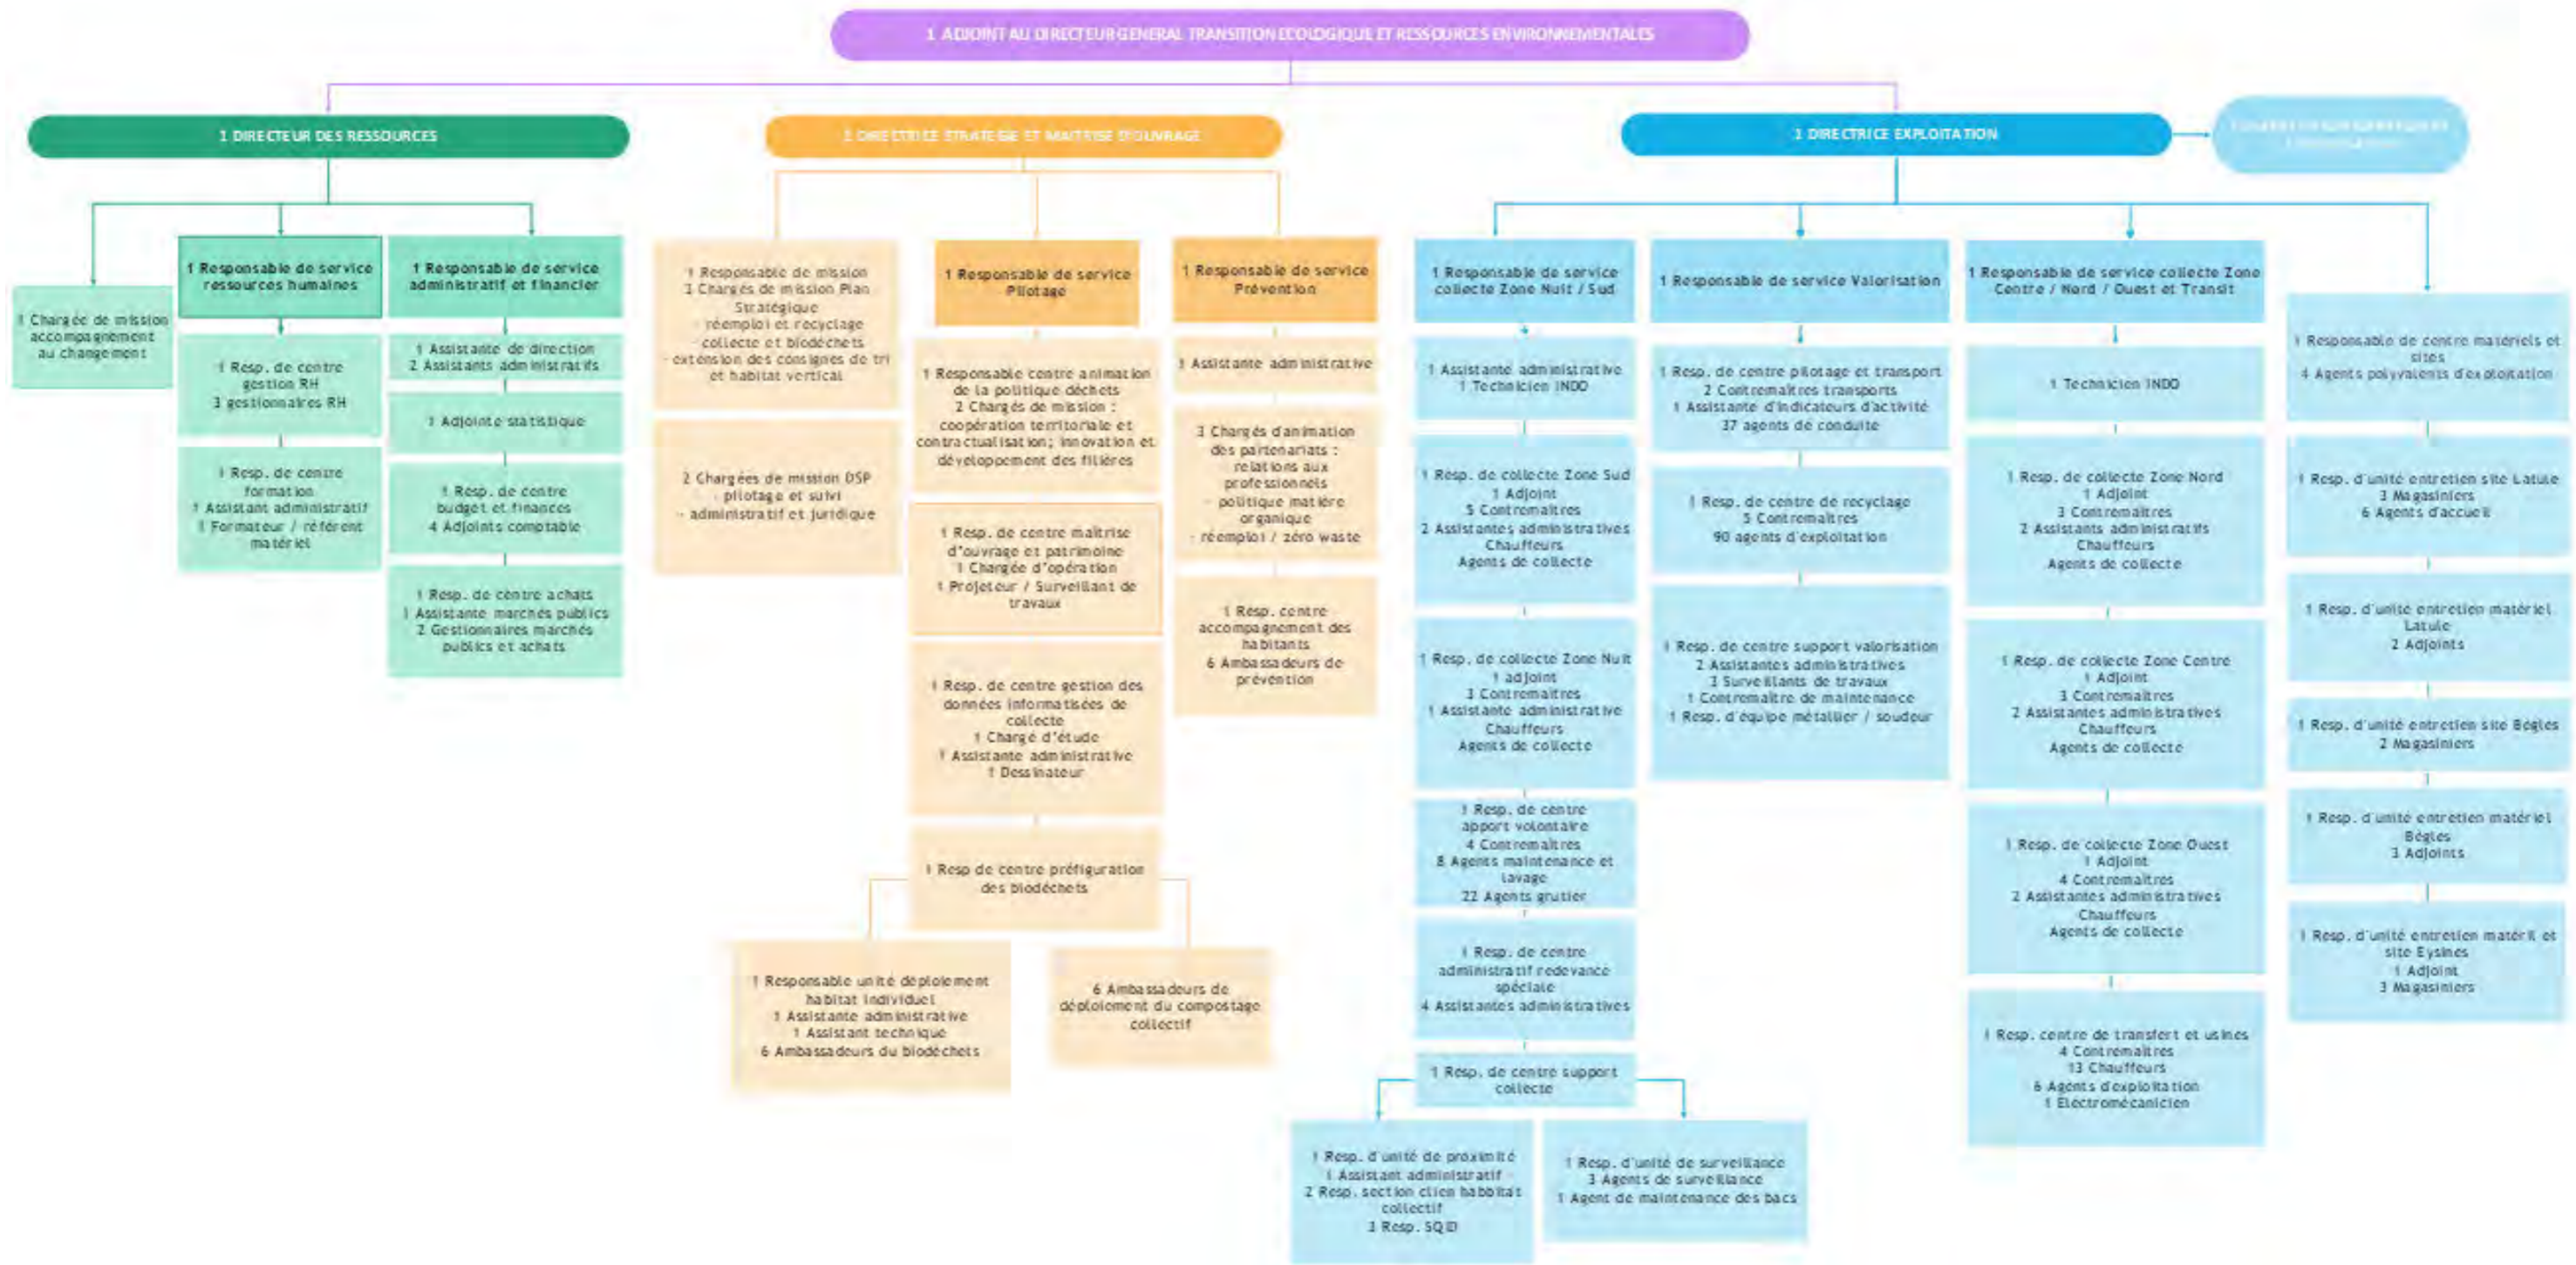 1 ADJOINT AU DIRECTEUR GENERAL TRANSITION ECOLOGIQUE ET RESSOURCES ENVIRONNEMENTALES
1 DIRECTEUR DES RESSOURCES
1 DIRECTRICE STRATEGIE ET MAITRISE D'OUVRAGE
1 DIRECTRICE EXPLOITATION
1 Chargée de mission
accompagnement
au changement
1 Responsable de service
ressources humaines
1 Resp. de centre
gestion RH
3 gestionnaires RH
1 Resp. de centre
formation
1 Assistant administratif
1 Formateur / référent
matériel
1 Responsable de service
administratif et financier
1 Assistante de direction
2 Assistants administratifs
1 Adjointe statistique
1 Resp. de centre
budget et finances
4 Adjoints comptable
1 Resp. de centre achats
1 Assistante marchés publics
2 Gestionnaires marchés
publics et achats
1 Responsable de mission
3 Chargés de mission Plan
Stratégique
- réemploi et recyclage
- collecte et biodéchets
- extension des consignes de tri
et habitat vertical
2 Chargées de mission DSP
- pilotage et suivi
- administratif et juridique
1 Responsable de service
Pilotage
1 Responsable centre animation
de la politique déchets
2 Chargés de mission :
coopération territoriale et
contractualisation; innovation et
développement des filières
1 Resp. de centre maîtrise
d'ouvrage et patrimoine
1 Chargée d'opération
1 Projeteur / Surveillant de
travaux
1 Resp. de centre gestion des
données informatisées de
collecte
1 Chargé d'étude
1 Assistante administrative
1 Dessinateur
1 Resp de centre préfiguration
des biodéchets
1 Responsable unité déploiement
habitat individuel
1 Assistante administrative
1 Assistant technique
6 Ambassadeurs du biodéchets
6 Ambassadeurs de
déploiement du compostage
collectif
1 Responsable de service
Prévention
1 Assistante administrative
3 Chargés d'animation
des partenariats :
- relations aux
professionnels
- politique matière
organique
- réemploi / zéro waste
1 Resp. centre
accompagnement des
habitants
6 Ambassadeurs de
prévention
1 Responsable de service
collecte Zone Nuit / Sud
1 Assistante administrative
1 Technicien INDO
1 Resp. de collecte Zone Sud
1 Adjoint
5 Contremaîtres
2 Assistantes administratives
Chauffeurs
Agents de collecte
1 Resp. de collecte Zone Nuit
1 adjoint
3 Contremaîtres
1 Assistante administrative
Chauffeurs
Agents de collecte
1 Resp. de centre
apport volontaire
4 Contremaîtres
8 Agents maintenance et
lavage
22 Agents grutier
1 Resp. de centre
administratif redevance
spéciale
4 Assistantes administratives
1 Resp. de centre support
collecte
1 Resp. d'unité de proximité
1 Assistant administratif
2 Resp. section clien habbitat
collectif
3 Resp. SQID
1 Resp. d'unité de surveillance
3 Agents de surveillance
1 Agent de maintenance des bacs
1 Responsable de service Valorisation
1 Resp. de centre pilotage et transport
2 Contremaîtres transports
1 Assistante d'indicateurs d'activité
37 agents de conduite
1 Resp. de centre de recyclage
5 Contremaîtres
90 agents d'exploitation
1 Resp. de centre support valorisation
2 Assistantes administratives
3 Surveillants de travaux
1 Contremaître de maintenance
1 Resp. d'équipe métallier / soudeur
1 Responsable de service collecte Zone
Centre / Nord / Ouest et Transit
1 Technicien INDO
1 Resp. de collecte Zone Nord
1 Adjoint
3 Contremaîtres
2 Assistants administratifs
Chauffeurs
Agents de collecte
1 Resp. de collecte Zone Centre
1 Adjoint
3 Contremaîtres
2 Assistantes administratives
Chauffeurs
Agents de collecte
1 Resp. de collecte Zone Ouest
1 Adjoint
4 Contremaîtres
2 Assistantes administratives
Chauffeurs
Agents de collecte
1 Resp. centre de transfert et usines
4 Contremaîtres
13 Chauffeurs
6 Agents d'exploitation
1 Electromécanicien
1 Responsable de centre matériels et
sites
4 Agents polyvalents d'exploitation
1 Resp. d'unité entretien site Latule
3 Magasiniers
6 Agents d'accueil
1 Resp. d'unité entretien matériel
Latule
2 Adjoints
1 Resp. d'unité entretien site Bègles
2 Magasiniers
1 Resp. d'unité entretien matériel
Bègles
3 Adjoints
1 Resp. d'unité entretien matéril et
site Eysines
1 Adjoint
3 Magasiniers